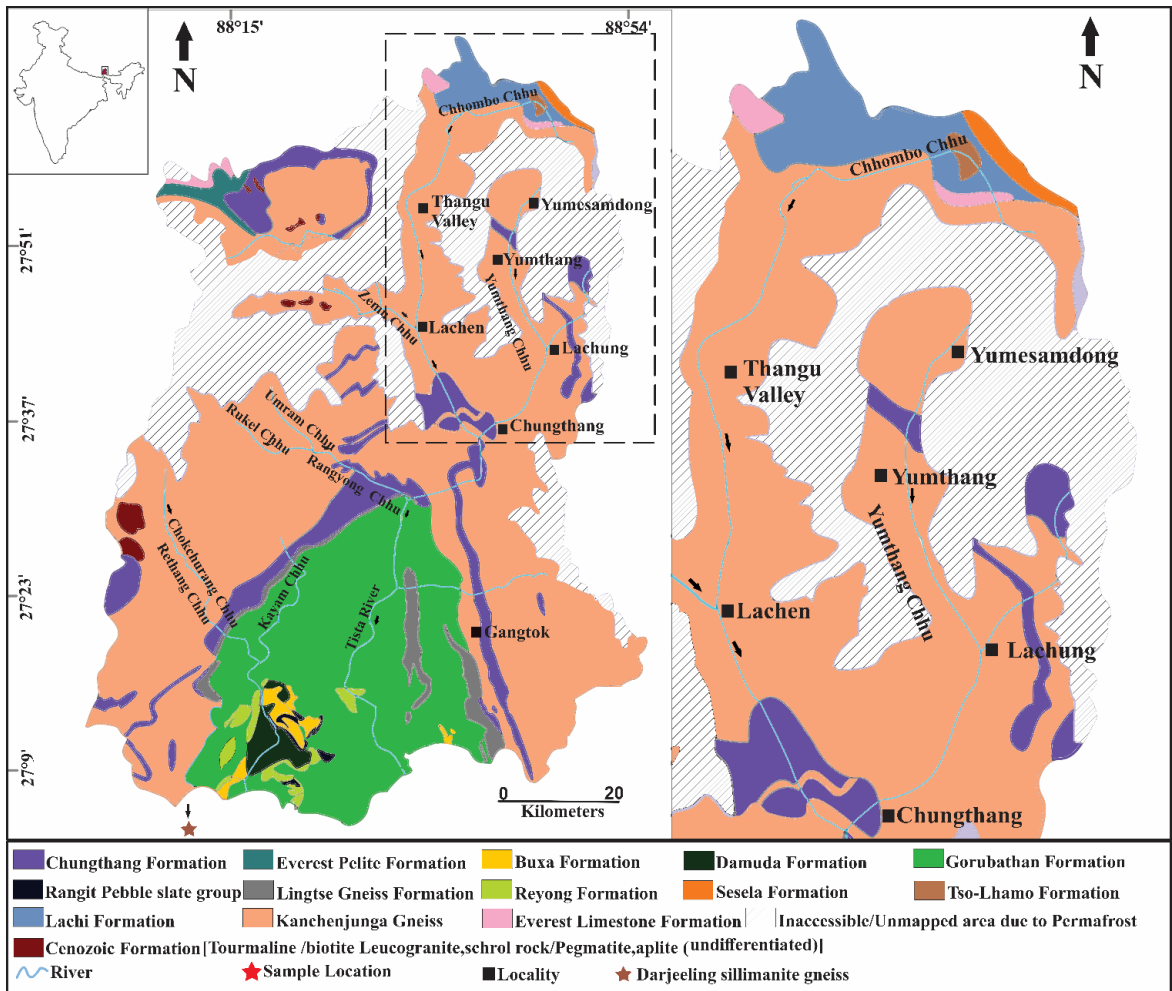 88°15'
88°54'
N
N
27°51'
27°37'
27°23'
27°9'
Chhombo Chhu
Thangu
Valley
Yumesamdong
Yumthang
Yumthang Chhu
Zemu Chhu
Lachen
Lachung
Chungthang
Umram Chhu
Rukel Chhu
Rangyong Chhu
Chokchurang Chhu
Rethang Chhu
Kayam Chhu
Tista River
Gangtok
0 20
Kilometers
Chhombo Chhu
Thangu
Valley
Yumesamdong
Yumthang
Yumthang Chhu
Lachen
Lachung
Chungthang
Chungthang Formation Everest Pelite Formation Buxa Formation Damuda Formation Gorubathan Formation
Rangit Pebble slate group Lingtse Gneiss Formation Reyong Formation Sesela Formation Tso-Lhamo Formation
Lachi Formation Kanchenjunga Gneiss Everest Limestone Formation Inaccessible/Unmapped area due to Permafrost
Cenozoic Formation [Tourmaline /biotite Leucogranite,schrol rock/Pegmatite,aplite (undifferentiated)]
River Sample Location Locality Darjeeling sillimanite gneiss